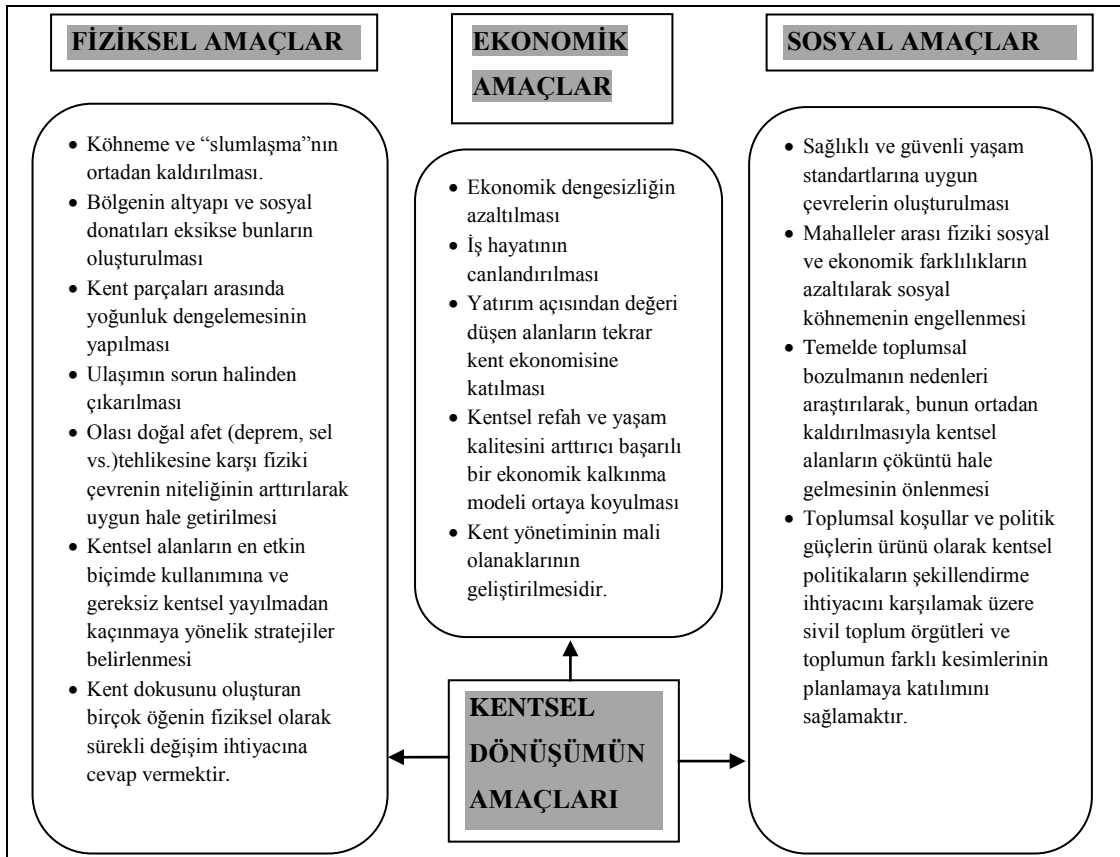 FİZİKSEL AMAÇLAR
• Köhneme ve “slumlaşma”nın
ortadan kaldırılması.
• Bölgenin altyapı ve sosyal
donatıları eksikse bunların
oluşturulması
• Kent parçaları arasında
yoğunluk dengelemesinin
yapılması
• Ulaşımın sorun halinden
çıkarılması
• Olası doğal afet (deprem, sel
vs.)tehlikesine karşı fiziki
çevrenin niteliğinin arttırılarak
uygun hale getirilmesi
• Kentsel alanların en etkin
biçimde kullanımına ve
gereksiz kentsel yayılmadan
kaçınmaya yönelik stratejiler
belirlenmesi
• Kent dokusunu oluşturan
birçok öğenin fiziksel olarak
sürekli değişim ihtiyacına
cevap vermektir.
EKONOMİK
AMAÇLAR
• Ekonomik dengesizliğin
azaltılması
• İş hayatının
canlandırılması
• Yatırım açısından değeri
düşen alanların tekrar
kent ekonomisine
katılması
• Kentsel refah ve yaşam
kalitesini arttırıcı başarılı
bir ekonomik kalkınma
modeli ortaya koyulması
• Kent yönetiminin mali
olanaklarının
geliştirilmesidir.
SOSYAL AMAÇLAR
• Sağlıklı ve güvenli yaşam
standartlarına uygun
çevrelerin oluşturulması
• Mahalleler arası fiziki sosyal
ve ekonomik farklılıkların
azaltılarak sosyal
köhnemenin engellenmesi
• Temelde toplumsal
bozulmanın nedenleri
araştırılarak, bunun ortadan
kaldırılmasıyla kentsel
alanların çöküntü hale
gelmesinin önlenmesi
• Toplumsal koşullar ve politik
güçlerin ürünü olarak kentsel
politikaların şekillendirme
ihtiyacını karşılamak üzere
sivil toplum örgütleri ve
toplumun farklı kesimlerinin
planlamaya katılımını
sağlamaktır.
KENTSEL
DÖNÜŞÜMÜN
AMAÇLARI